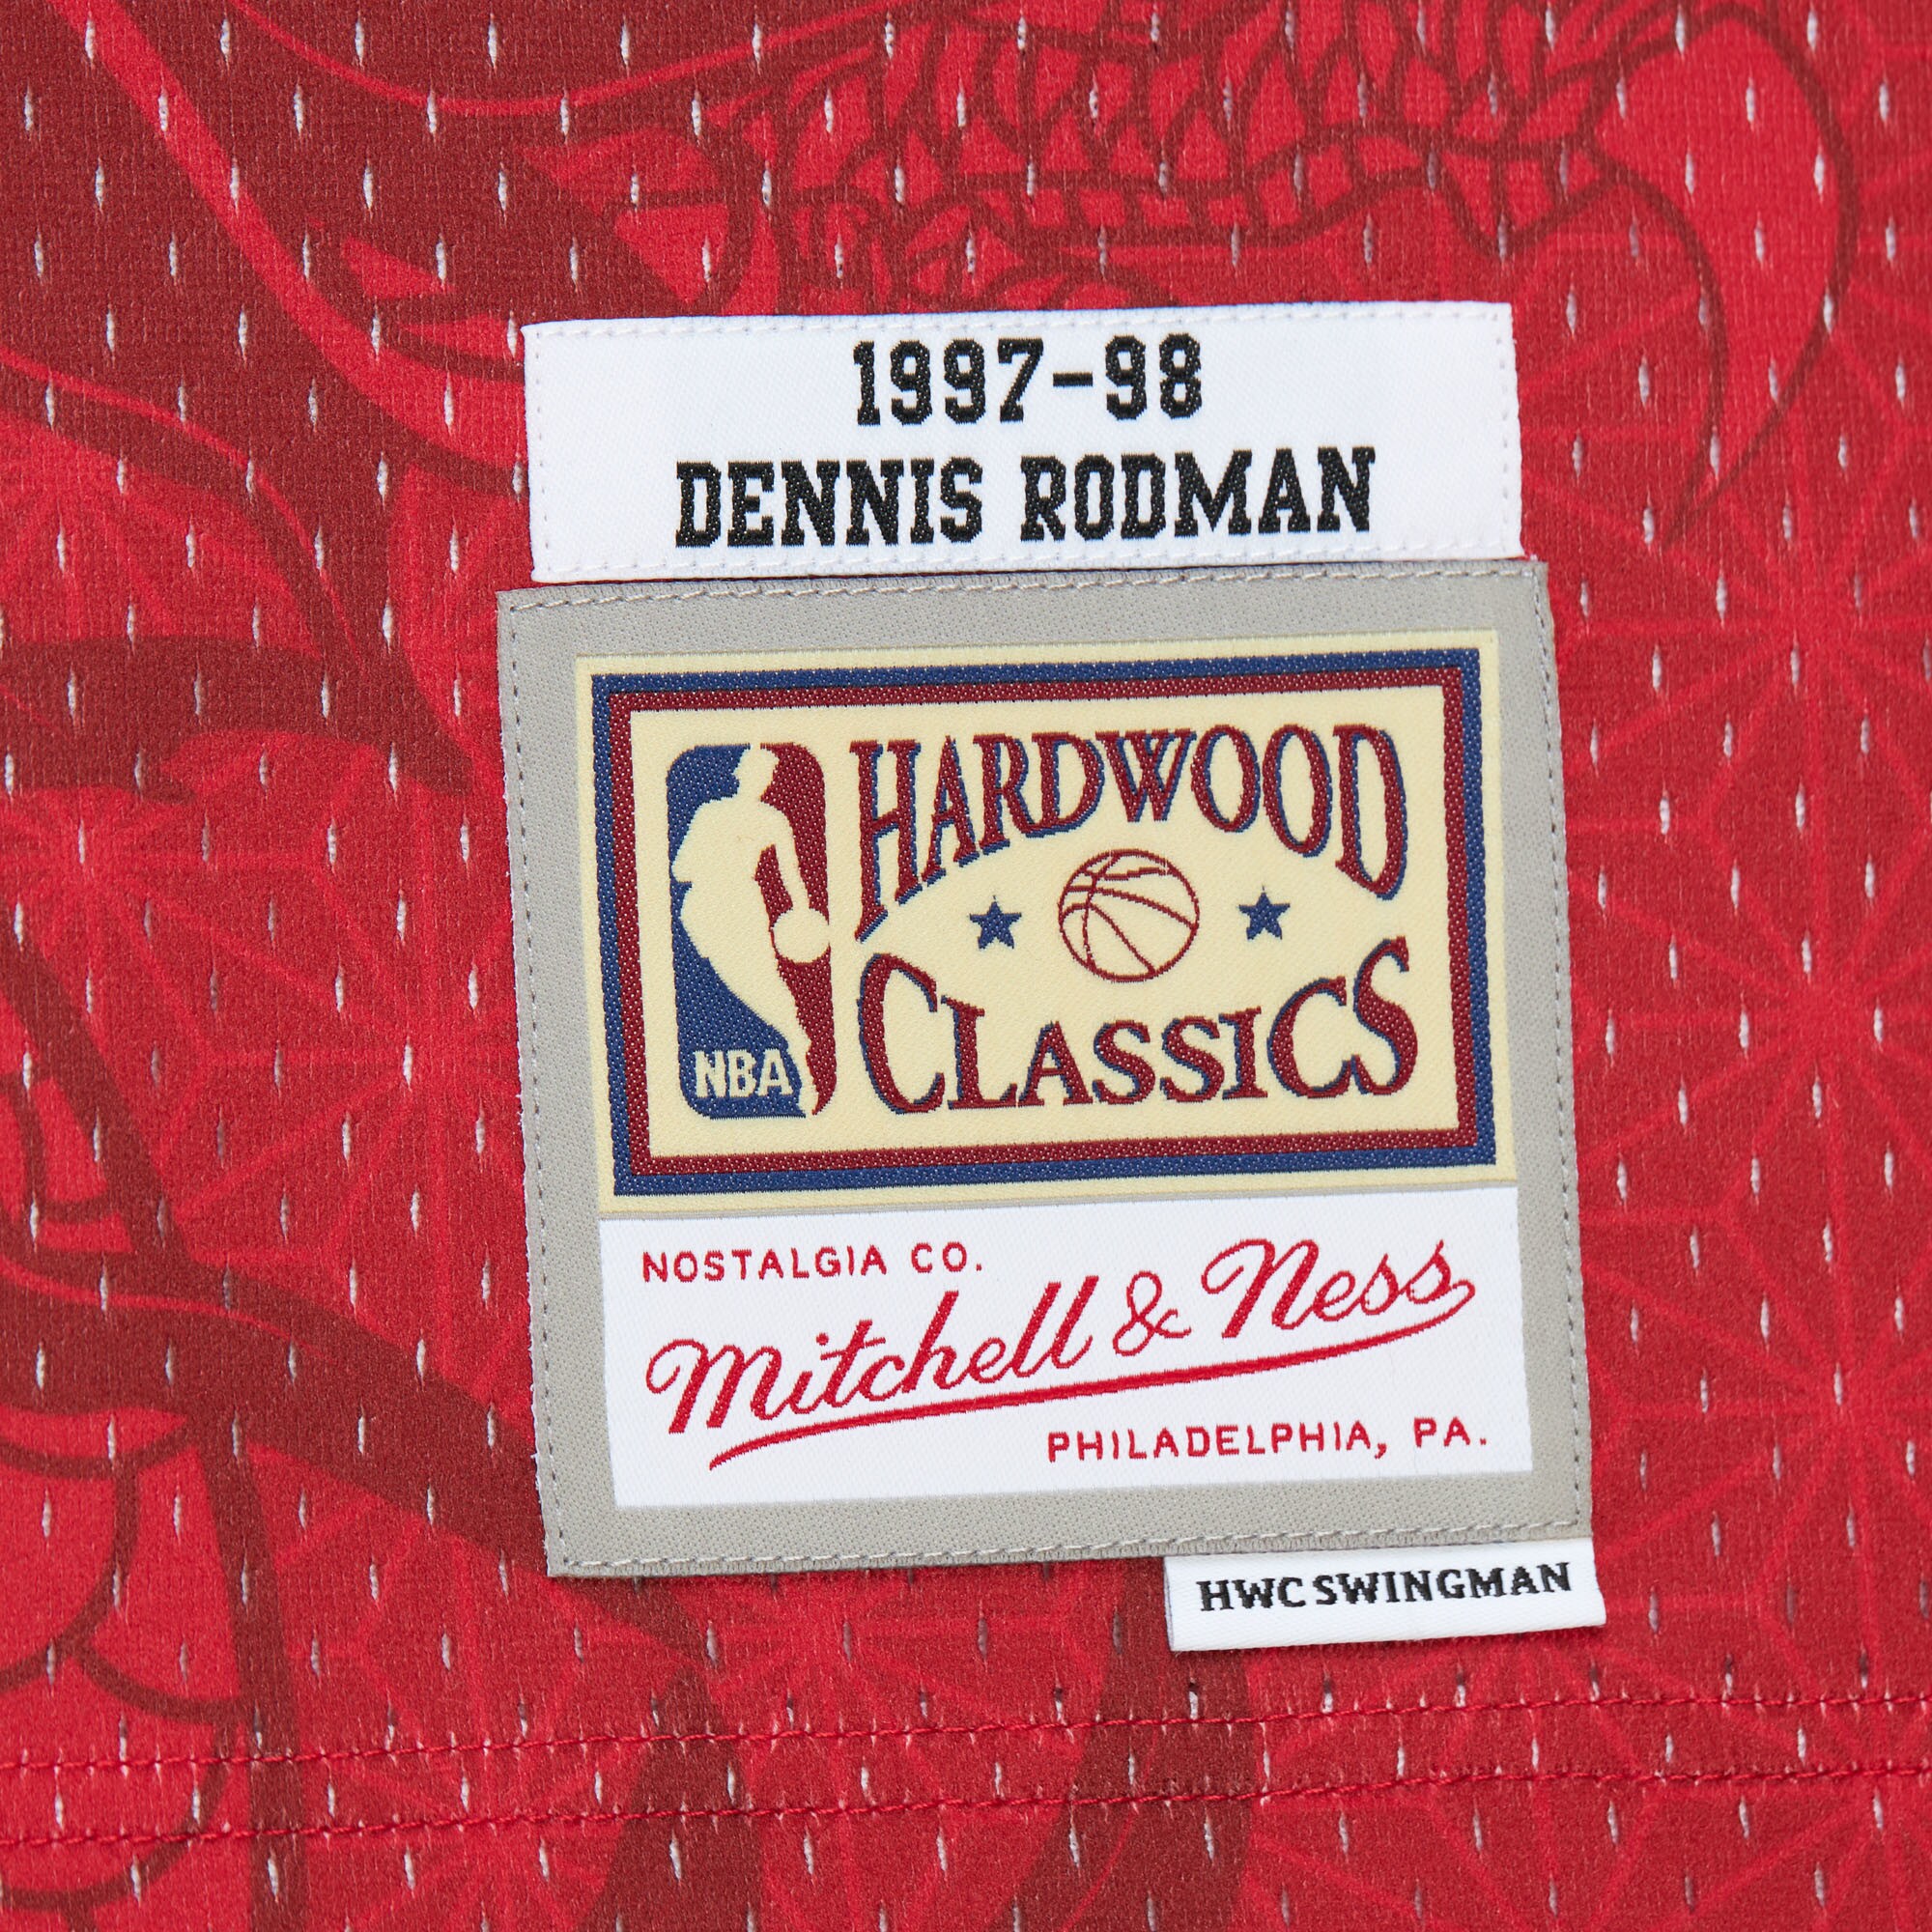 1997-98
DENNIS RODMAN
HARDWOOD
CLASSICS
NBA
NOSTALGIA CO.
Mitchell & Ness
PHILADELPHIA, PA.
HWC SWINGMAN